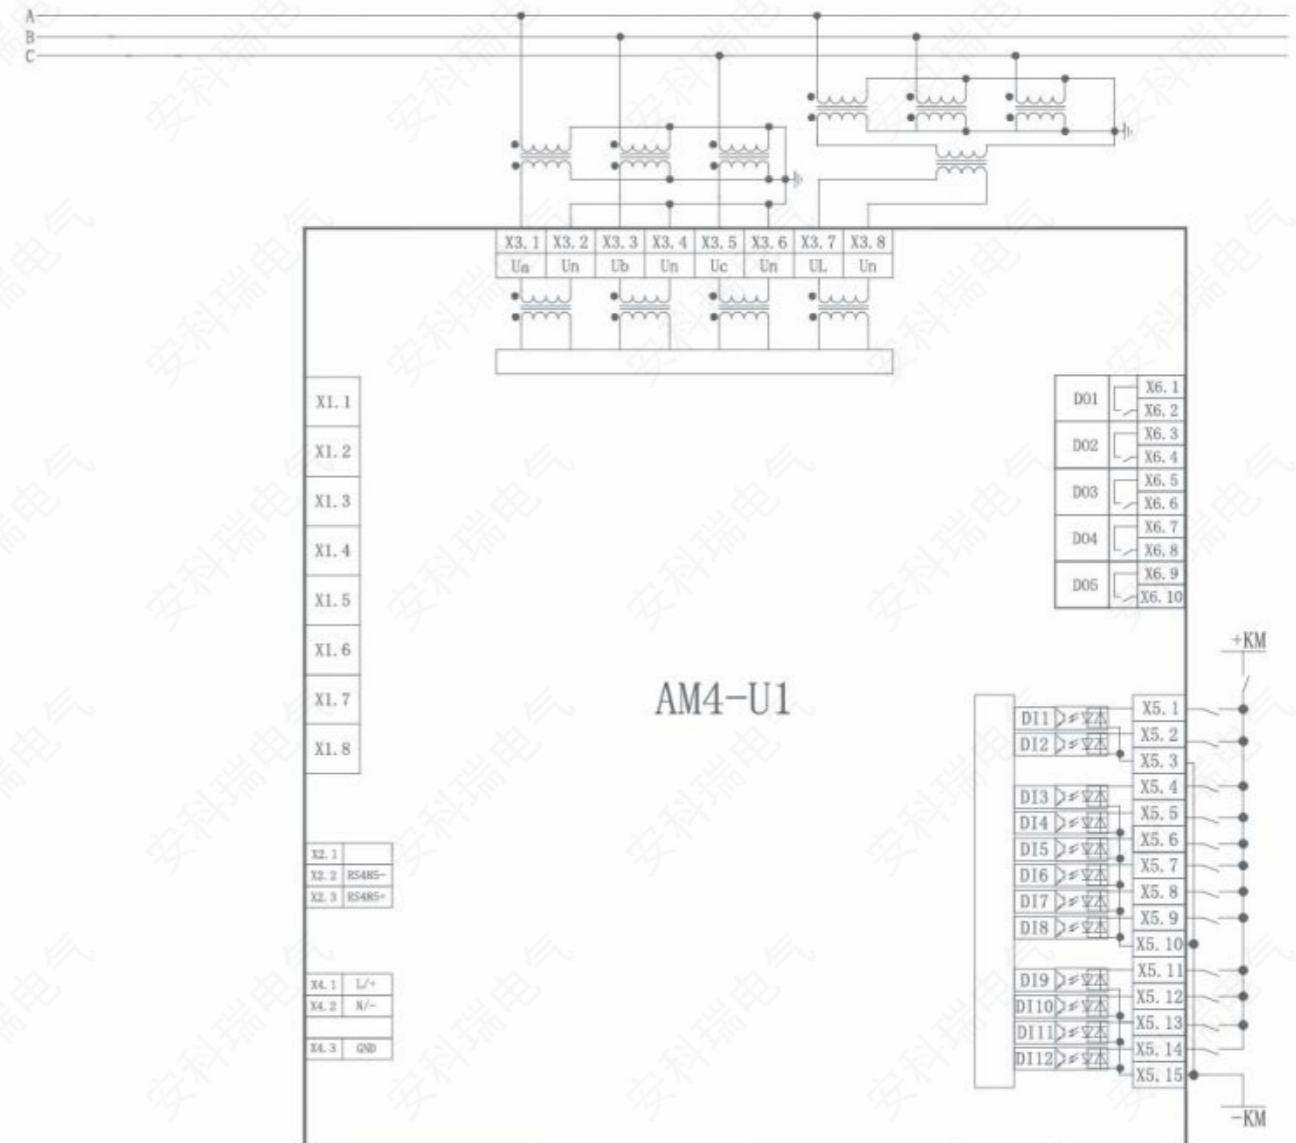 A
B
C
X3.1 X3.2 X3.3 X3.4 X3.5 X3.6 X3.7 X3.8
Ua Un Ub Un Uc Un UL Un
X1.1
X1.2
X1.3
X1.4
X1.5
X1.6
X1.7
X1.8
X2.1
X2.2 RS485-
X2.3 RS485+
X4.1 L/+
X4.2 N/-
X4.3 GND
AM4-U1
DO1 X6.1
X6.2
DO2 X6.3
X6.4
DO3 X6.5
X6.6
DO4 X6.7
X6.8
DO5 X6.9
X6.10
+KM
DI1 X5.1
DI2 X5.2
X5.3
DI3 X5.4
DI4 X5.5
DI5 X5.6
DI6 X5.7
DI7 X5.8
DI8 X5.9
X5.10
DI9 X5.11
DI10 X5.12
DI11 X5.13
DI12 X5.14
X5.15
-KM
安科瑞电气